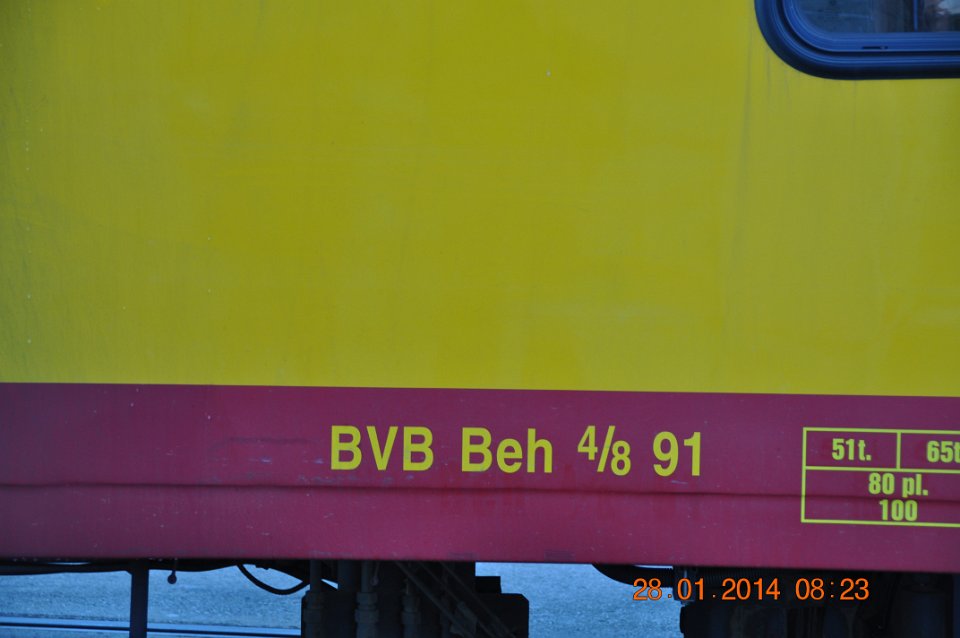 BVB Beh 4/8 91
51t. 65t
80 pl.
100
28.01.2014 08:23